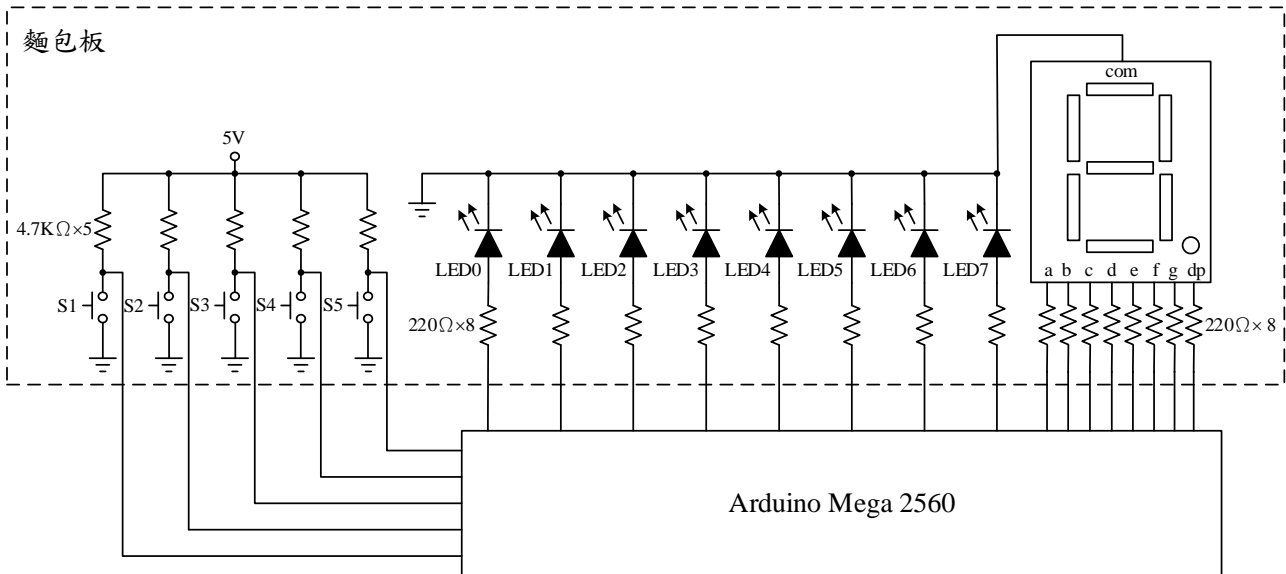 麵包板
com
5V
4.7KΩ×5
LED0 LED1 LED2 LED3 LED4 LED5 LED6 LED7
a b c d e f g dp
S1 S2 S3 S4 S5
220Ω×8
220Ω×8
Arduino Mega 2560